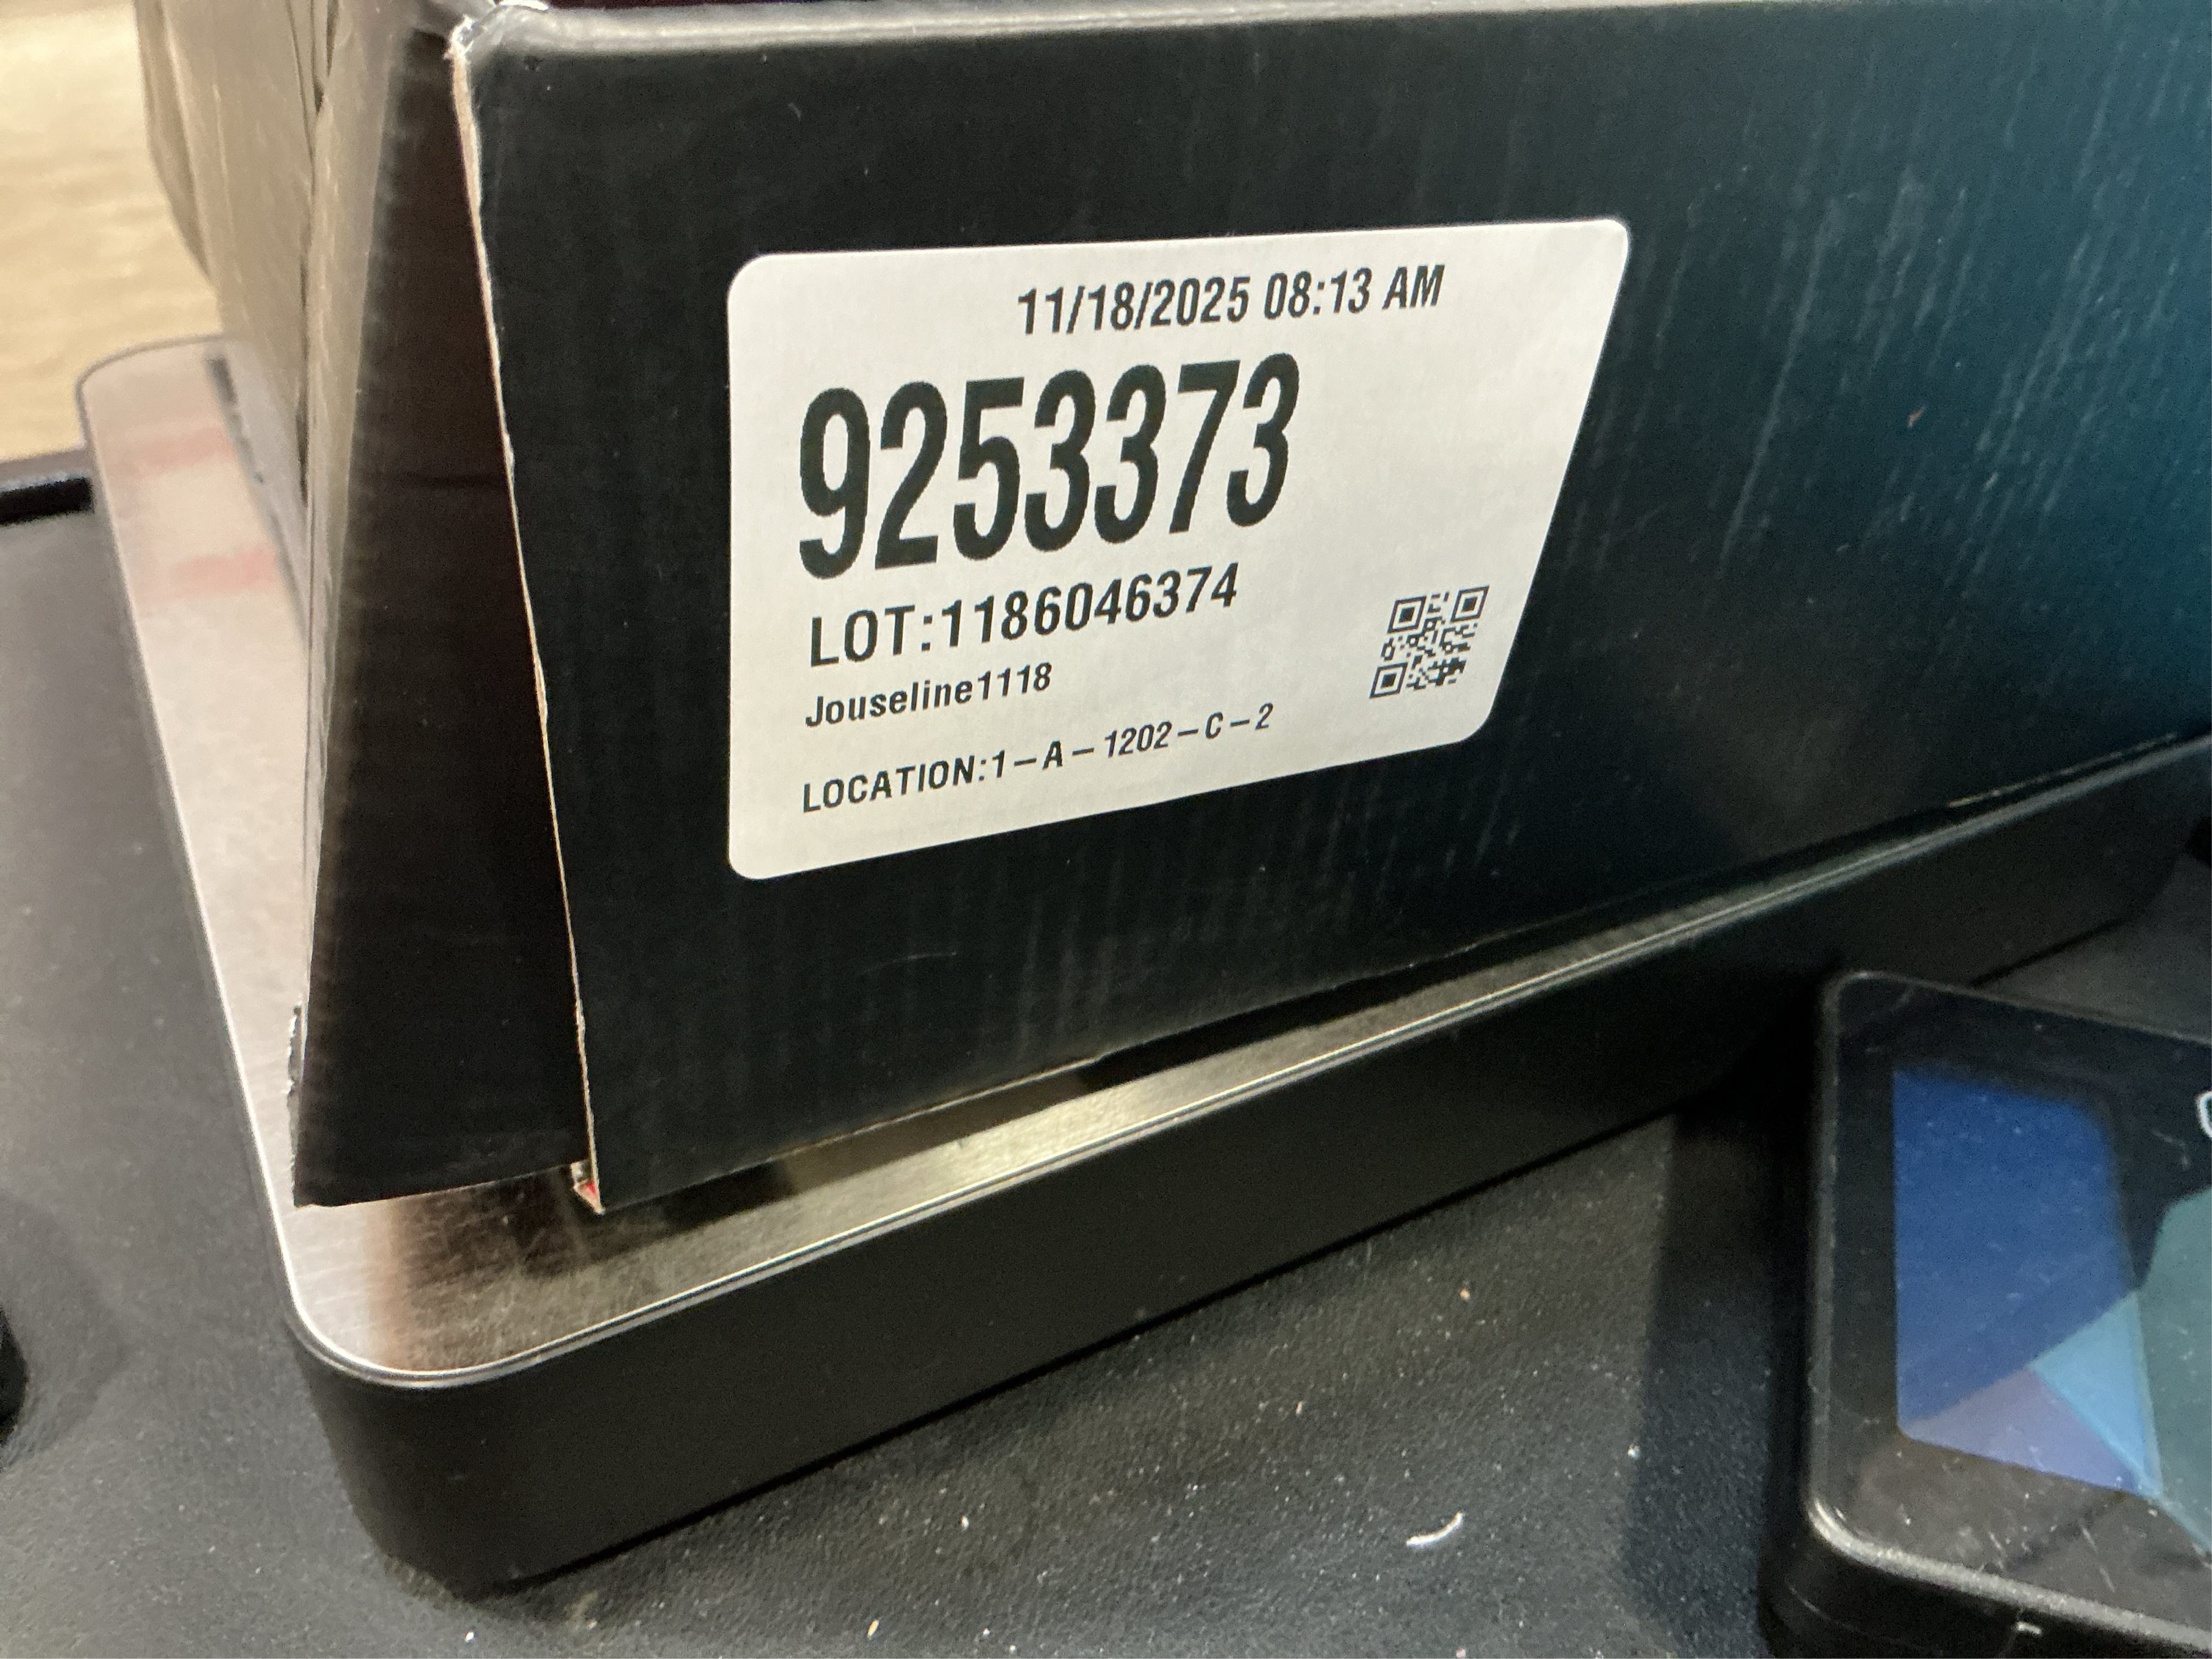 11/18/2025 08:13 AM
9253373
LOT:1186046374
Jouseline1118
LOCATION:1-A-1202-C-2